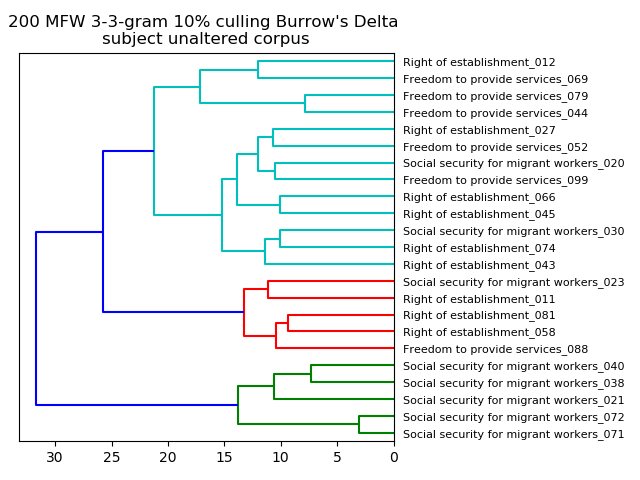 200 MFW 3-3-gram 10% culling Burrow's Delta
subject unaltered corpus
Right of establishment_012
Freedom to provide services_069
Freedom to provide services_079
Freedom to provide services_044
Right of establishment_027
Freedom to provide services_052
Social security for migrant workers_020
Freedom to provide services_099
Right of establishment_066
Right of establishment_045
Social security for migrant workers_030
Right of establishment_074
Right of establishment_043
Social security for migrant workers_023
Right of establishment_011
Right of establishment_081
Right of establishment_058
Freedom to provide services_088
Social security for migrant workers_040
Social security for migrant workers_038
Social security for migrant workers_021
Social security for migrant workers_072
Social security for migrant workers_071
30 25 20 15 10 5 0